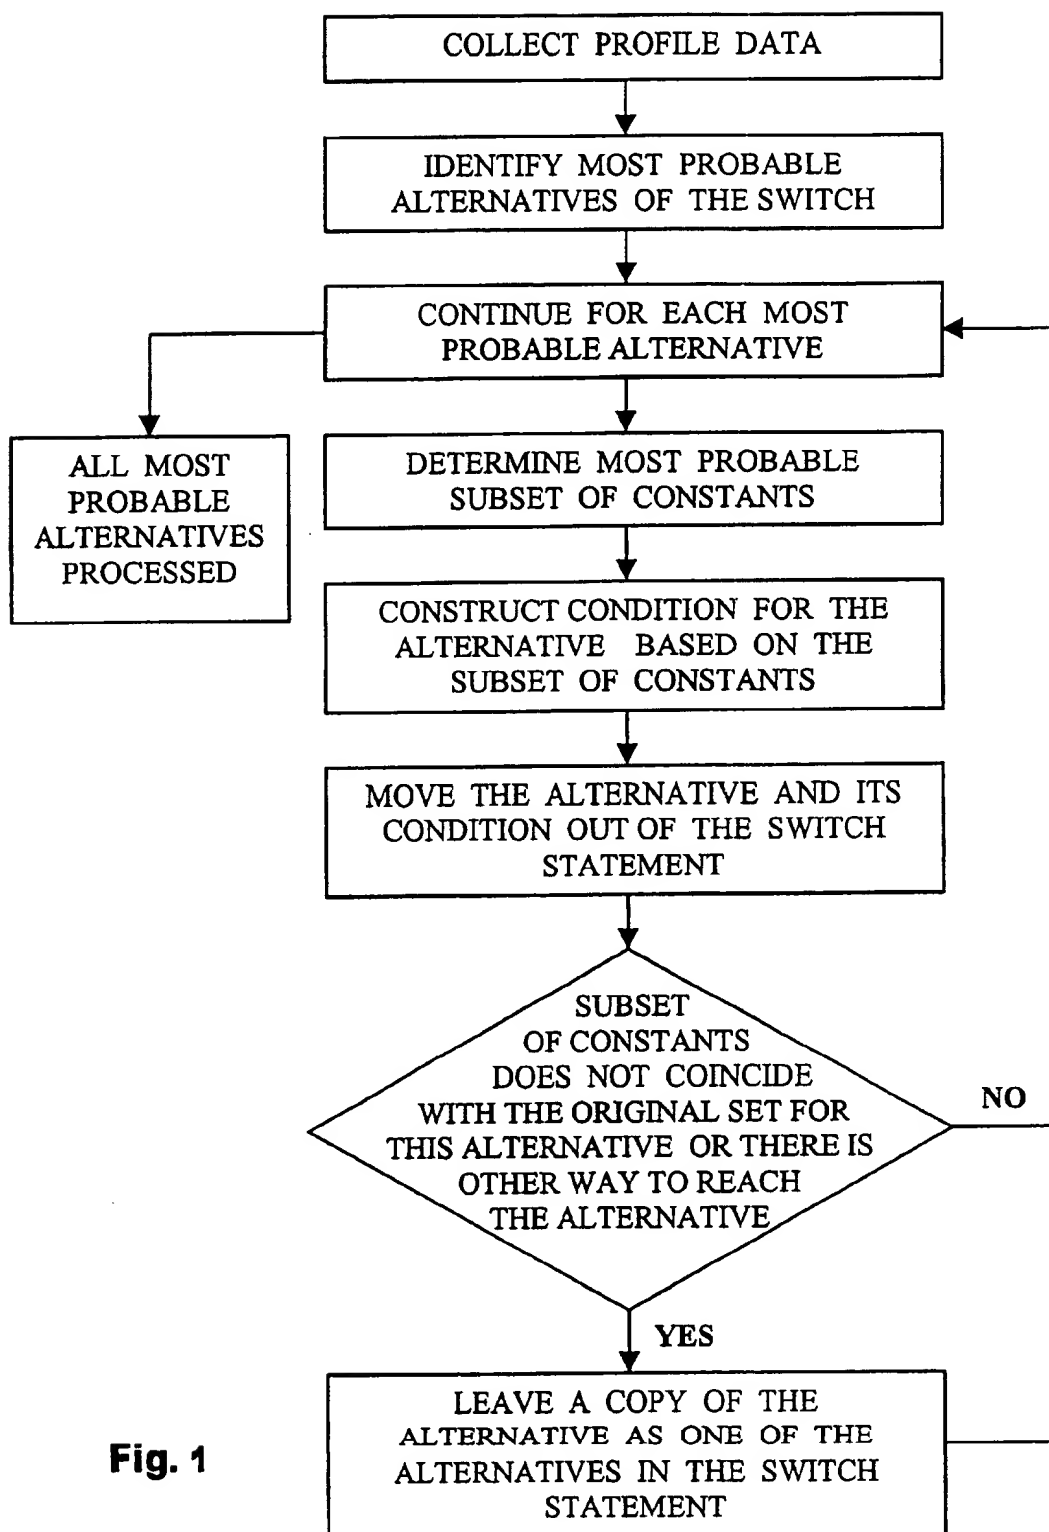 COLLECT PROFILE DATA
IDENTIFY MOST PROBABLE
ALTERNATIVES OF THE SWITCH
CONTINUE FOR EACH MOST
PROBABLE ALTERNATIVE
ALL MOST
PROBABLE
ALTERNATIVES
PROCESSED
DETERMINE MOST PROBABLE
SUBSET OF CONSTANTS
CONSTRUCT CONDITION FOR THE
ALTERNATIVE BASED ON THE
SUBSET OF CONSTANTS
MOVE THE ALTERNATIVE AND ITS
CONDITION OUT OF THE SWITCH
STATEMENT
SUBSET
OF CONSTANTS
DOES NOT COINCIDE
WITH THE ORIGINAL SET FOR
THIS ALTERNATIVE OR THERE IS
OTHER WAY TO REACH
THE ALTERNATIVE
NO
YES
LEAVE A COPY OF THE
ALTERNATIVE AS ONE OF THE
ALTERNATIVES IN THE SWITCH
STATEMENT
Fig. 1